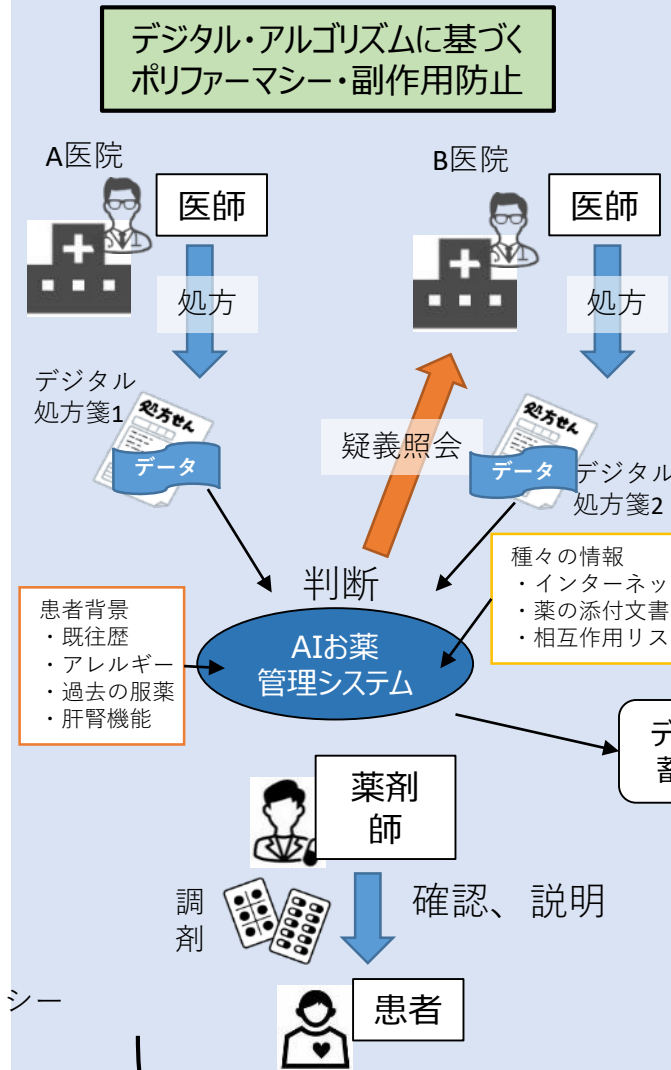 デジタル・アルゴリズムに基づく
ポリファーマシー・副作用防止
A医院
医師
処方
デジタル
処方箋1
処方せん
データ
B医院
医師
処方
疑義照会
処方せん
データ
デジタル
処方箋2
判断
AIお薬
管理システム
患者背景
・既往歴
・アレルギー
・過去の服薬
・肝腎機能
種々の情報
・インターネッ
・薬の添付文書
・相互作用リス
デ
蓄
薬剤
師
調
剤
確認、説明
患者
シー